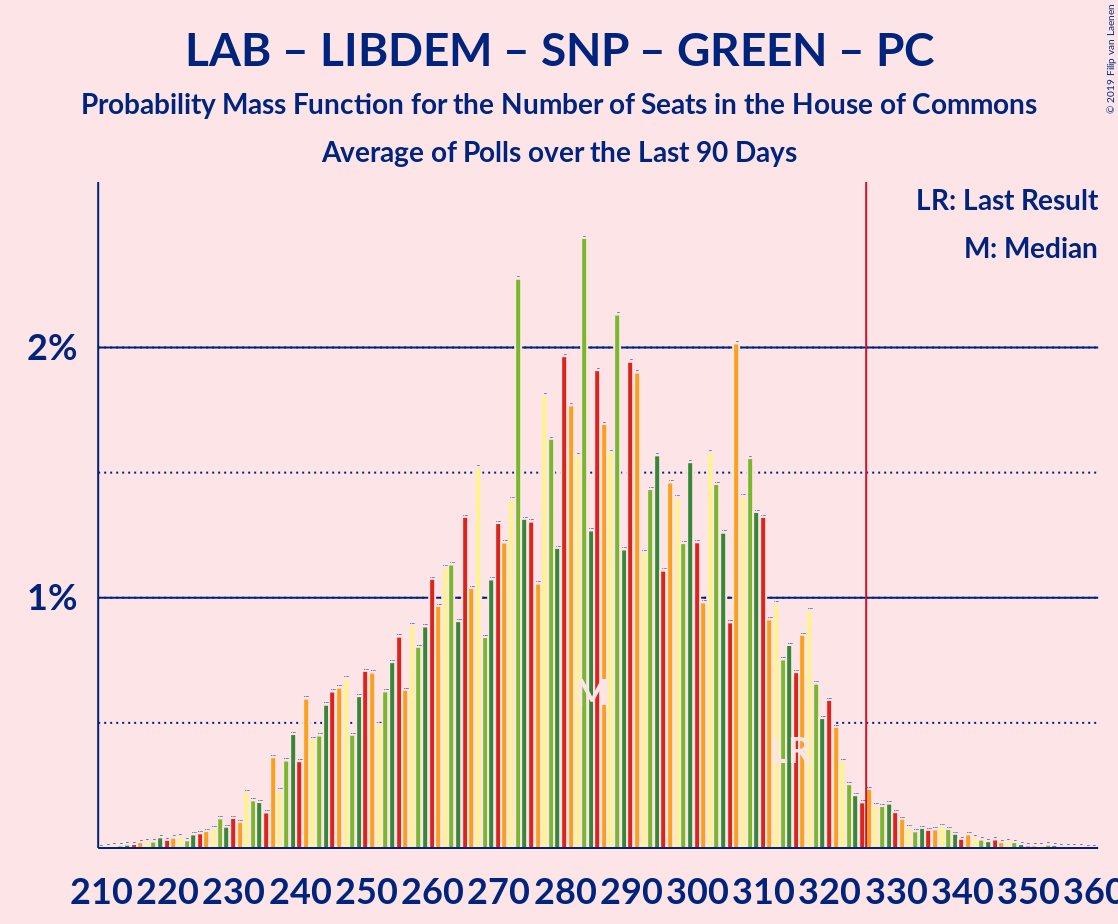 LAB – LIBDEM – SNP – GREEN – PC
Probability Mass Function for the Number of Seats in the House of Commons
Average of Polls over the Last 90 Days
© 2019 Filip van Laenen
LR: Last Result
M: Median
2%
1%
M
LR
210 220 230 240 250 260 270 280 290 300 310 320 330 340 350 360